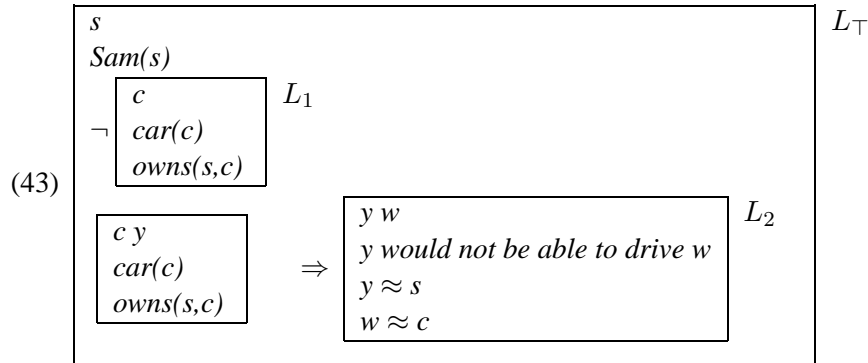 s L⊤
Sam(s)
c L₁
¬ car(c)
owns(s,c)
(43)
c y
car(c)
owns(s,c)
⇒
y w L₂
y would not be able to drive w
y ≈ s
w ≈ c